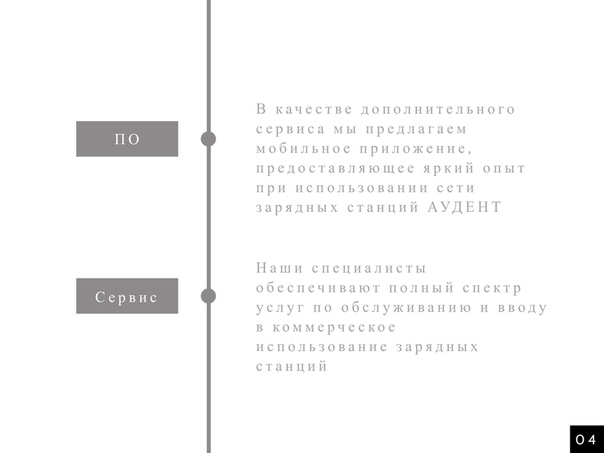 ПО
В качестве дополнительного
сервиса мы предлагаем
мобильное приложение,
предоставляющее яркий опыт
при использовании сети
зарядных станций АУДЕНТ
Сервис
Наши специалисты
обеспечивают полный спектр
услуг по обслуживанию и вводу
в коммерческое
использование зарядных
станций
04